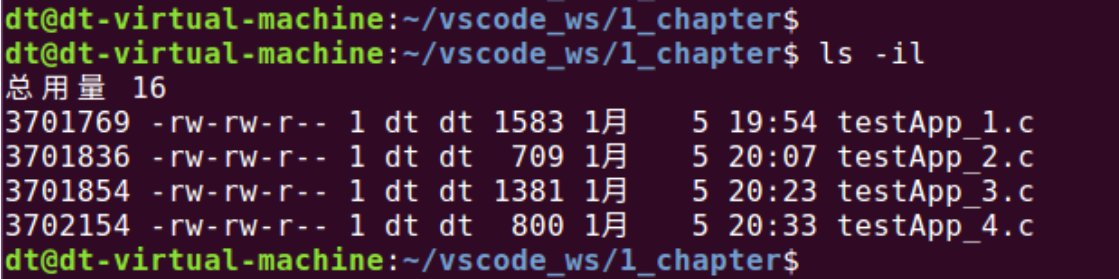 dt@dt-virtual-machine:~/vscode_ws/1_chapter$
dt@dt-virtual-machine:~/vscode_ws/1_chapter$ ls -il
总用量 16
3701769 -rw-rw-r-- 1 dt dt 1583 1月   5 19:54 testApp_1.c
3701836 -rw-rw-r-- 1 dt dt  709 1月   5 20:07 testApp_2.c
3701854 -rw-rw-r-- 1 dt dt 1381 1月   5 20:23 testApp_3.c
3702154 -rw-rw-r-- 1 dt dt  800 1月   5 20:33 testApp_4.c
dt@dt-virtual-machine:~/vscode_ws/1_chapter$